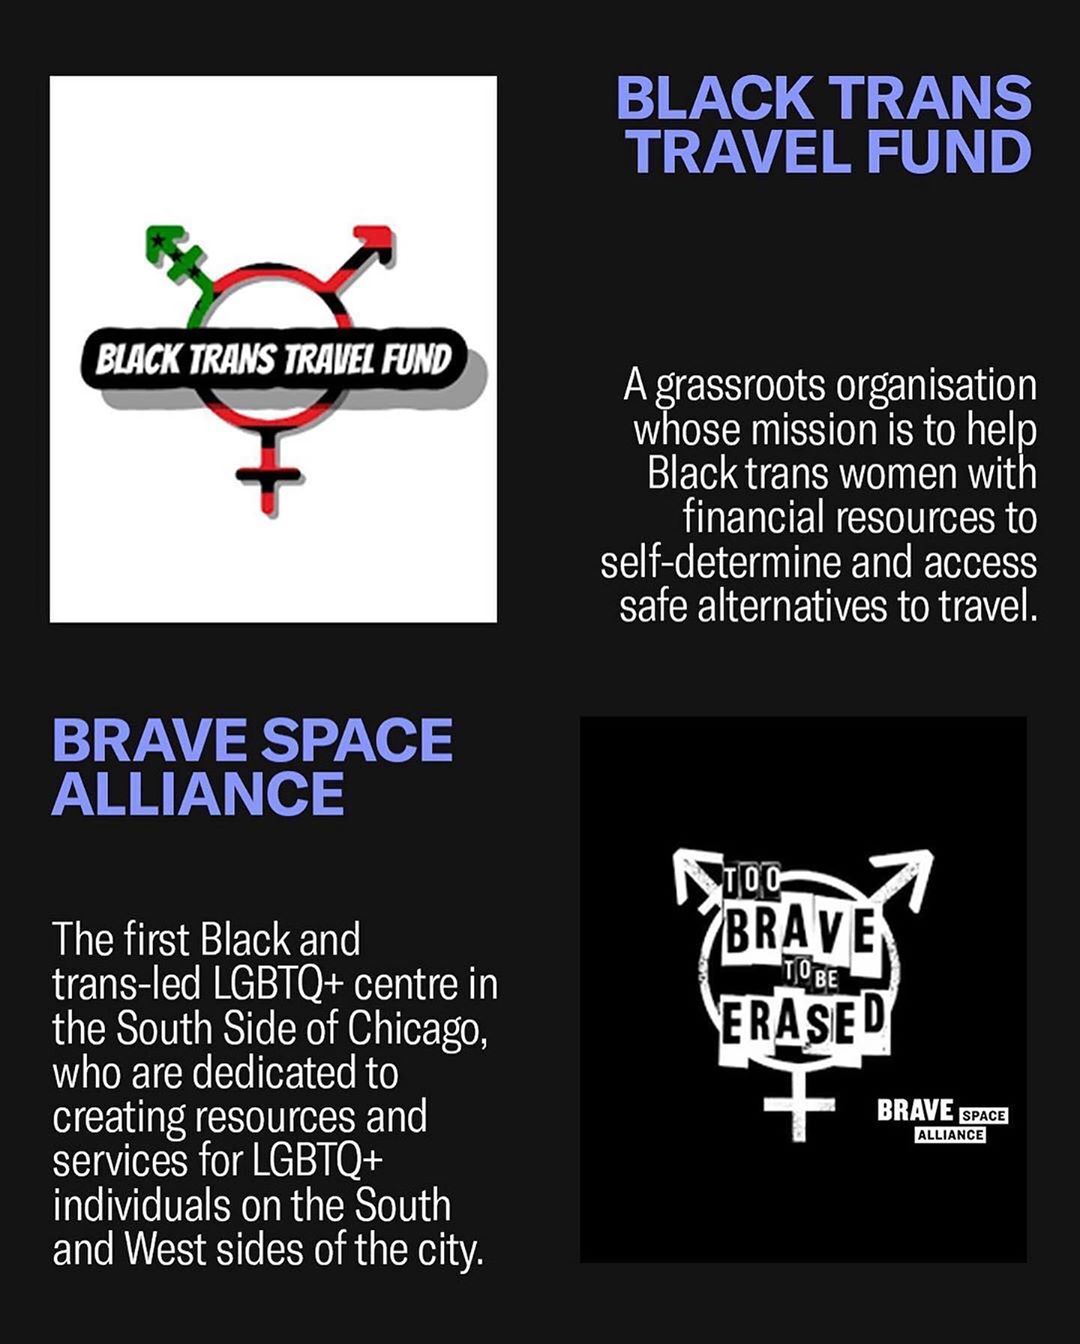 BLACK TRANS
TRAVEL FUND
BLACK TRANS TRAVEL FUND
A grassroots organisation
whose mission is to help
Black trans women with
financial resources to
self-determine and access
safe alternatives to travel.
BRAVE SPACE
ALLIANCE
The first Black and
trans-led LGBTQ+ centre in
the South Side of Chicago,
who are dedicated to
creating resources and
services for LGBTQ+
individuals on the South
and West sides of the city.
TOO
BRAVE
TO BE
ERASED
BRAVE SPACE
ALLIANCE